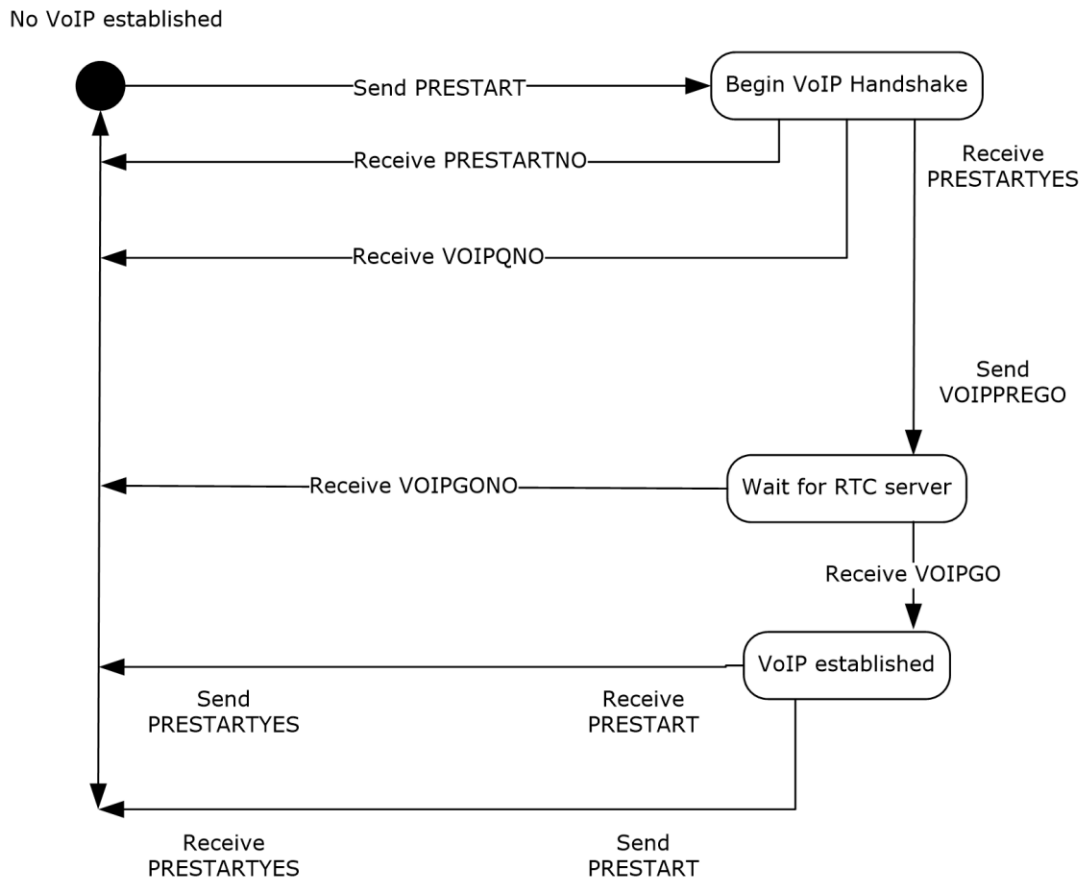 No VoIP established
Send PRESTART
Begin VoIP Handshake
Receive PRESTARTNO
Receive
PRESTARTYES
Receive VOIPQNO
Send
VOIPPREGO
Receive VOIPGONO
Wait for RTC server
Receive VOIPGO
VoIP established
Send
PRESTARTYES
Receive
PRESTART
Receive
PRESTARTYES
Send
PRESTART